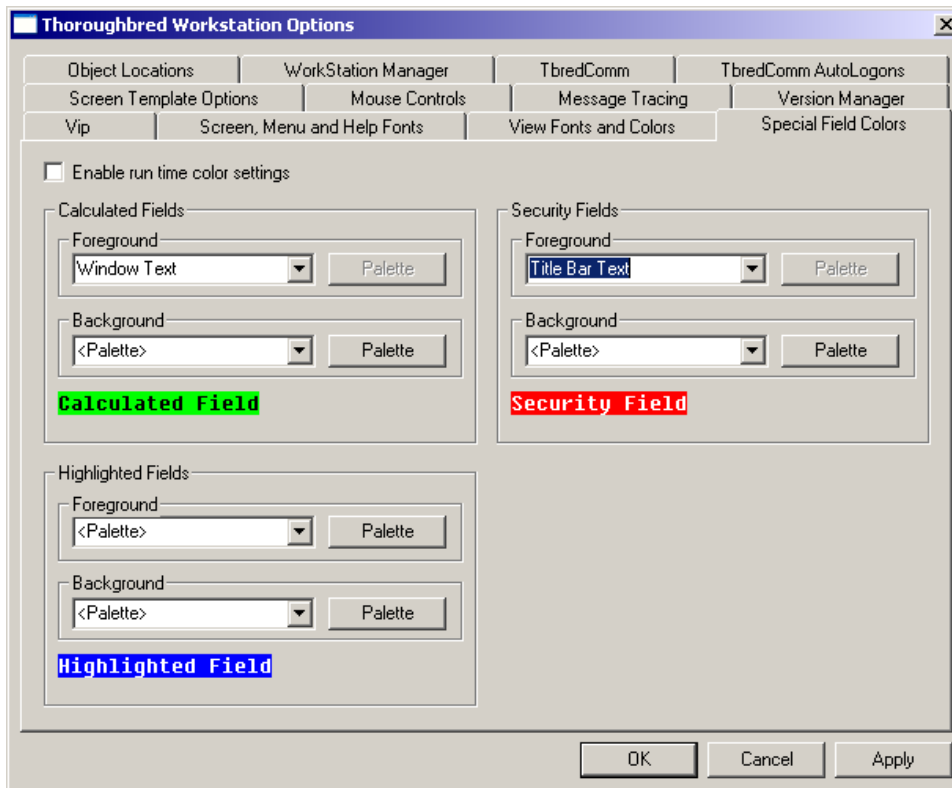 Thoroughbred Workstation Options
Object Locations
WorkStation Manager
TbredComm
TbredComm AutoLogons
Screen Template Options
Mouse Controls
Message Tracing
Version Manager
Vip
Screen, Menu and Help Fonts
View Fonts and Colors
Special Field Colors
Enable run time color settings
Calculated Fields
Foreground
Window Text
Palette
Background
<Palette>
Palette
Calculated Field
Security Fields
Foreground
Title Bar Text
Palette
Background
<Palette>
Palette
Security Field
Highlighted Fields
Foreground
<Palette>
Palette
Background
<Palette>
Palette
Highlighted Field
OK
Cancel
Apply